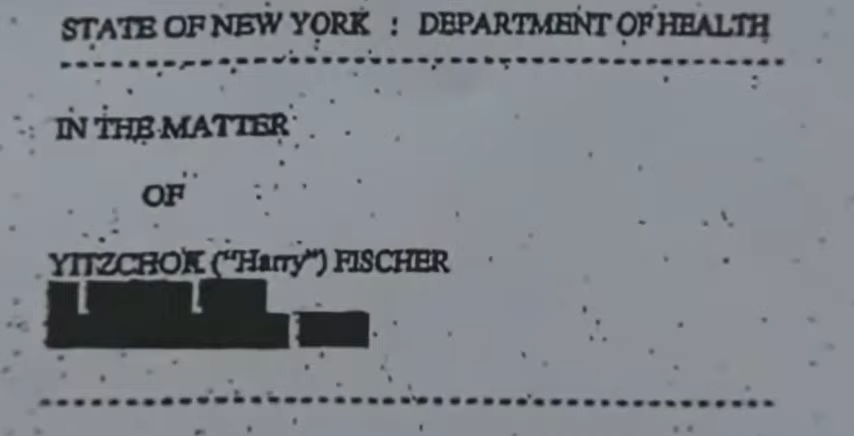 STATE OF NEW YORK : DEPARTMENT OF HEALTH
IN THE MATTER
OF
YITZCHOK ("Harry") FISCHER